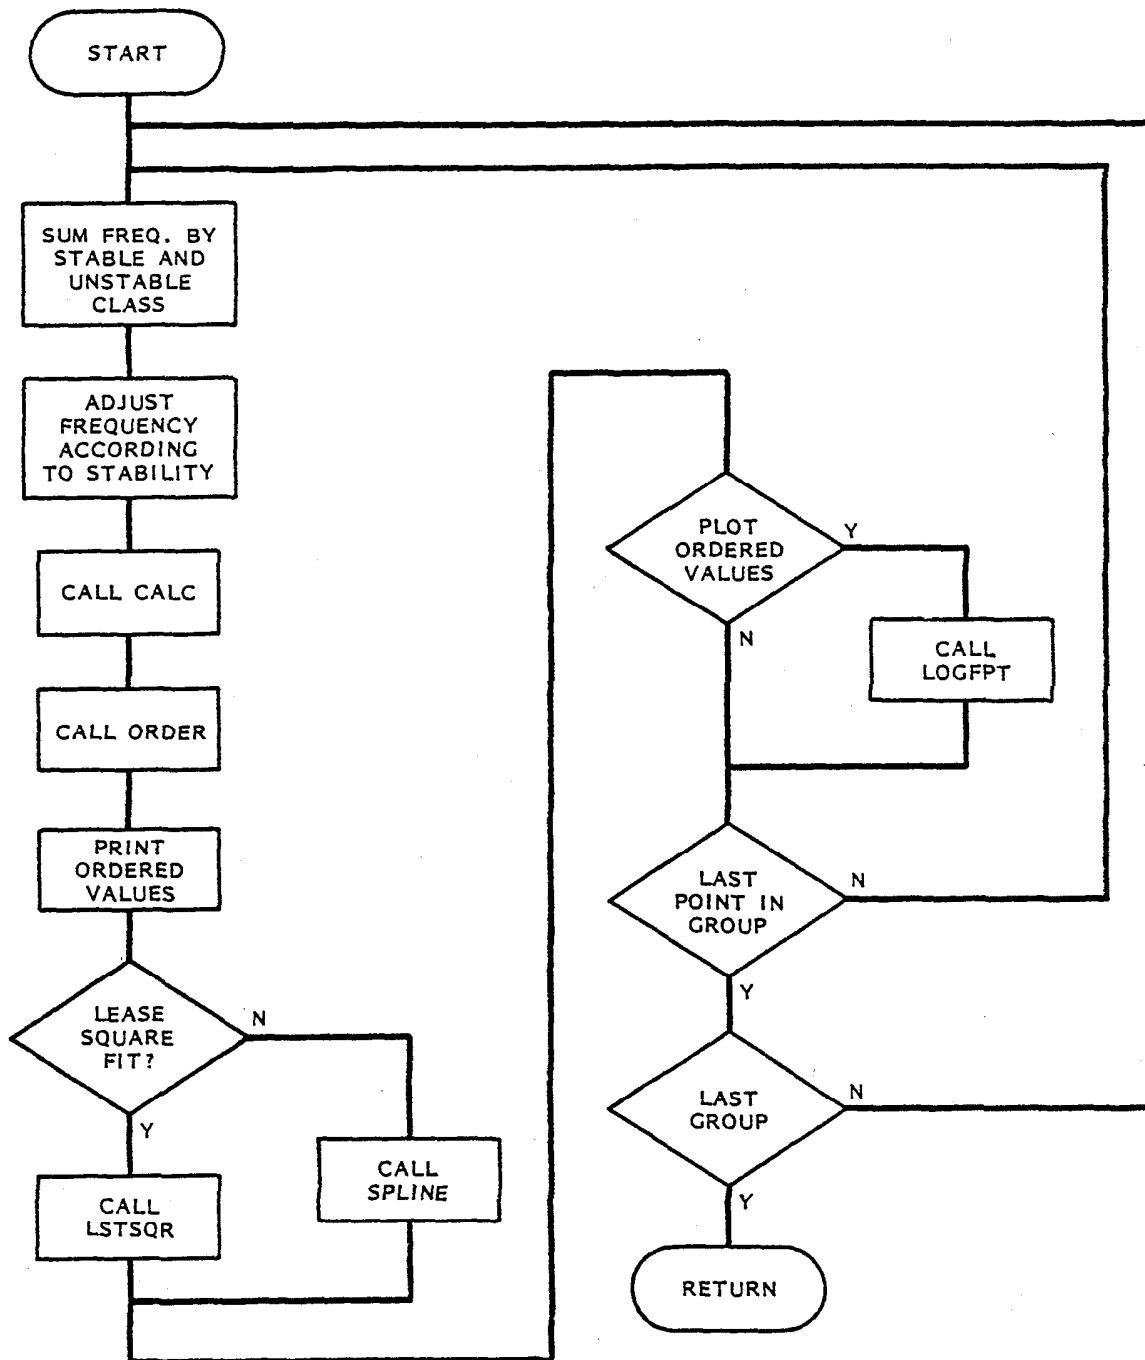 START
SUM FREQ. BY
STABLE AND
UNSTABLE
CLASS
ADJUST
FREQUENCY
ACCORDING
TO STABILITY
CALL CALC
CALL ORDER
PRINT
ORDERED
VALUES
LEASE
SQUARE
FIT?
N
Y
CALL
LSTSQR
CALL
SPLINE
PLOT
ORDERED
VALUES
Y
N
CALL
LOGFPT
LAST
POINT IN
GROUP
N
Y
LAST
GROUP
N
Y
RETURN